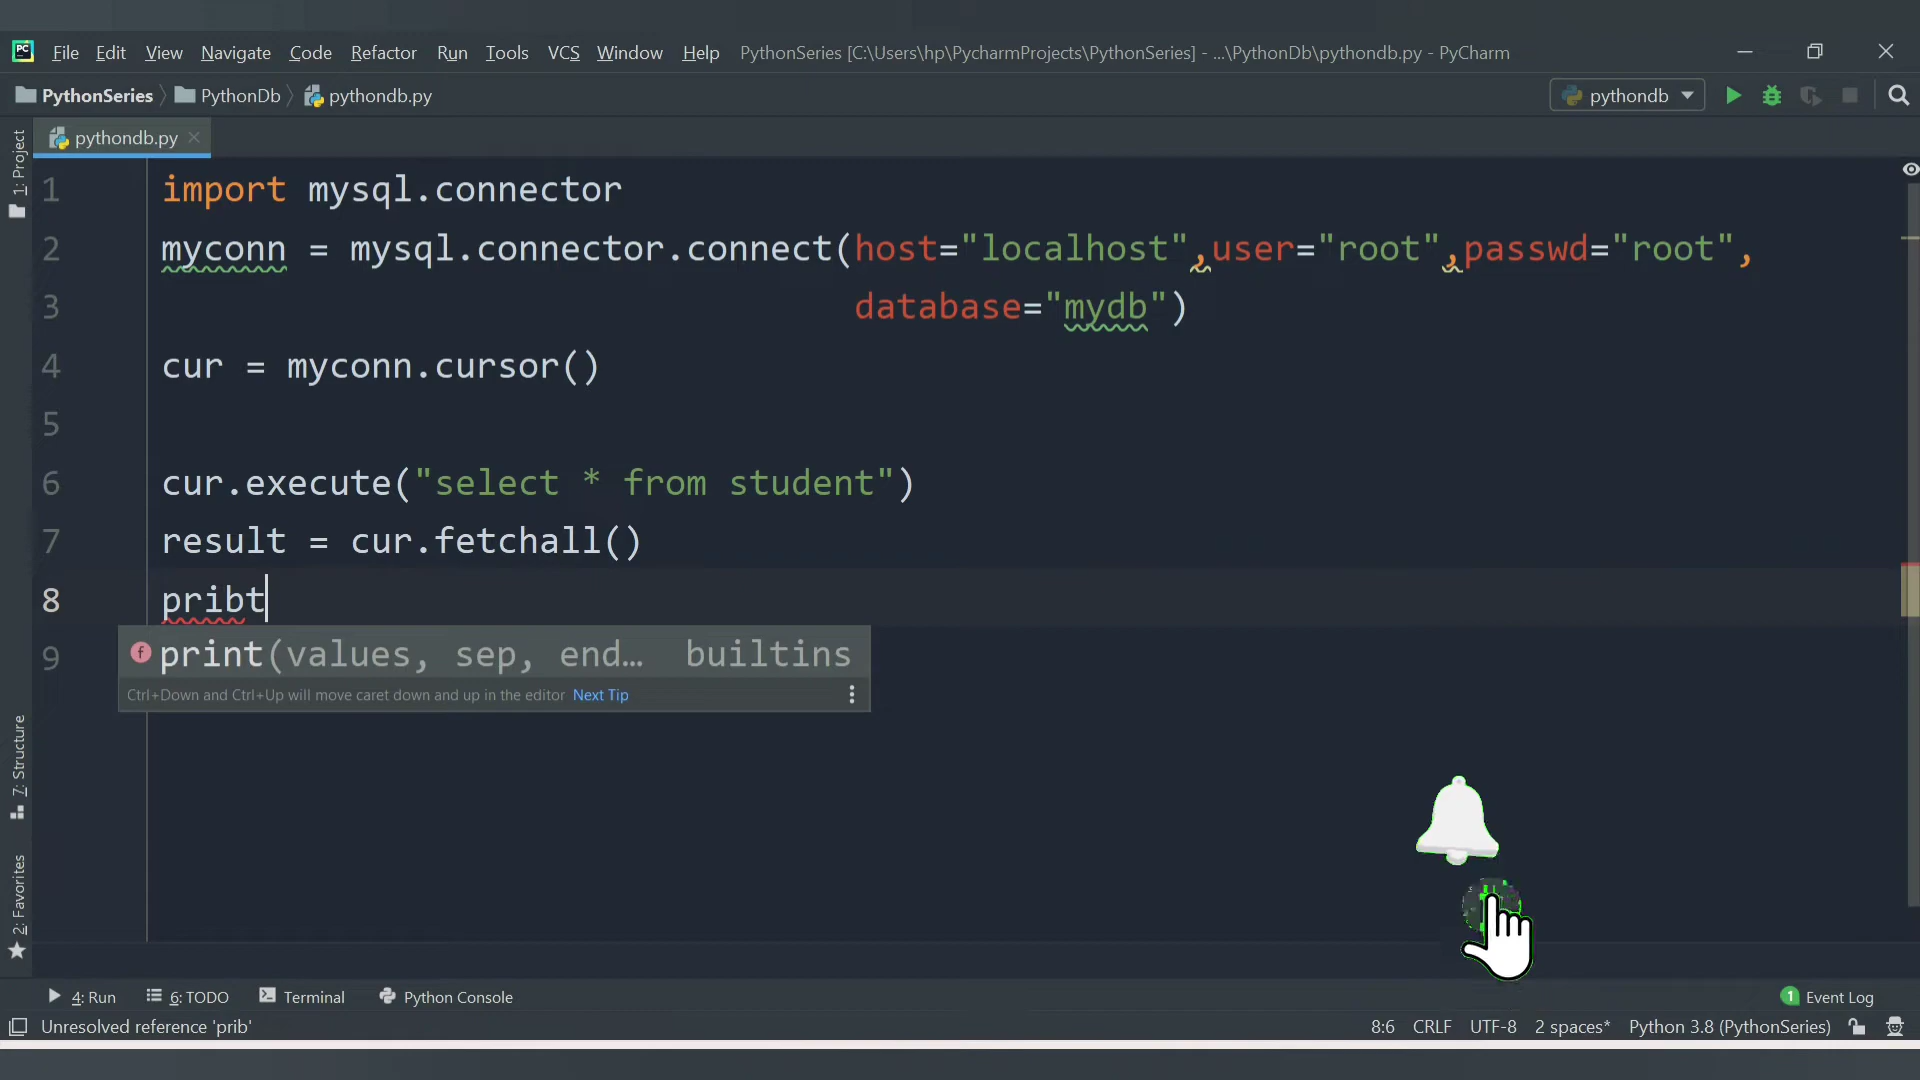 PC File Edit View Navigate Code Refactor Run Tools VCS Window Help PythonSeries [C:\Users\hp\PycharmProjects\PythonSeries] - ...\PythonDb\pythondb.py - PyCharm
PythonSeries PythonDb pythondb.py pythondb
pythondb.py
1: Project
1 import mysql.connector
2 myconn = mysql.connector.connect(host="localhost",user="root",passwd="root",
3 database="mydb")
4 cur = myconn.cursor()
5
6 cur.execute("select * from student")
7 result = cur.fetchall()
8 pribt
9
f print(values, sep, end… builtins
Ctrl+Down and Ctrl+Up will move caret down and up in the editor Next Tip
7: Structure
2: Favorites
4: Run 6: TODO Terminal Python Console 1 Event Log
Unresolved reference 'prib' 8:6 CRLF UTF-8 2 spaces* Python 3.8 (PythonSeries)